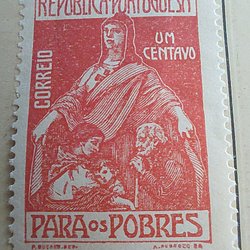 REPUBLICA PORTUGUESA
UM
CENTAVO
CORREIO
PARA OS POBRES